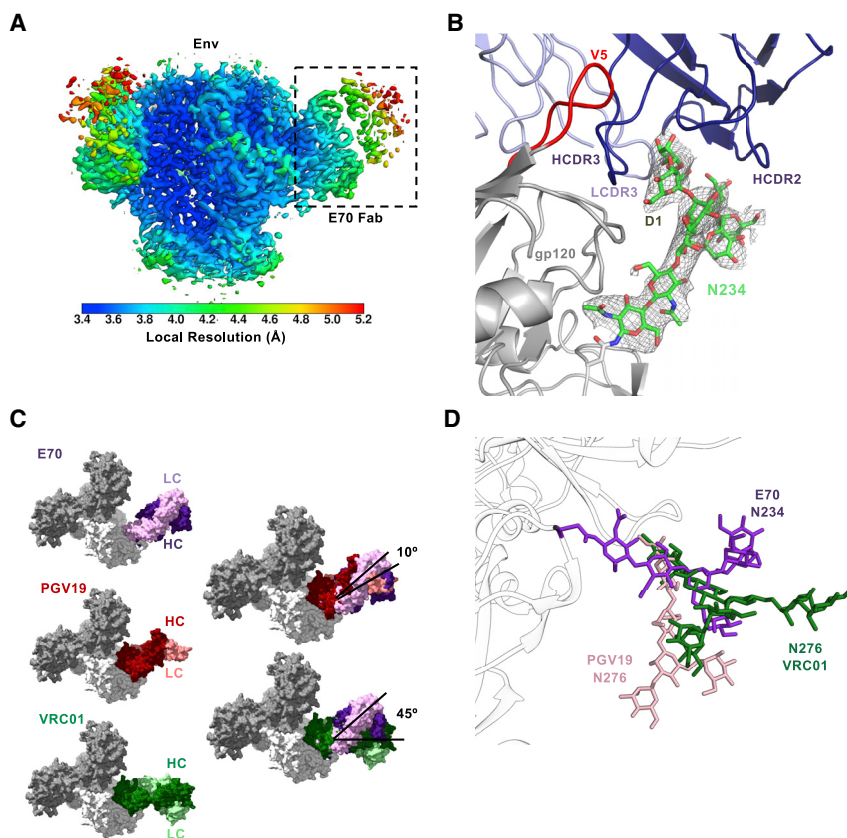 A
Env
E70 Fab
3.4 3.6 3.8 4.0 4.2 4.4 4.6 4.8 5.0 5.2
Local Resolution (Å)
B
V5
HCDR3
LCDR3
HCDR2
D1
gp120
N234
C
E70
LC
HC
10º
PGV19
HC
LC
VRC01
45º
HC
LC
D
E70
N234
N276
VRC01
PGV19
N276